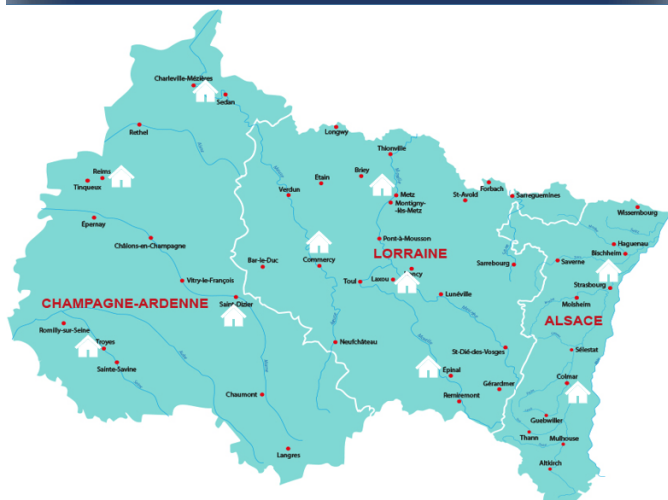 Charleville-Mézières
Sedan
Rethel
Longwy
Thionville
Reims
Tinqueux
Briey
Etain
Verdun
Metz
Montigny-
lès-Metz
St-Avold
Forbach
Sarreguemines
Wissembourg
Epernay
Châlons-en-Champagne
Pont-à-Mousson
Haguenau
Bischheim
LORRAINE
Saverne
Bar-le-Duc
Commercy
Sarrebourg
Toul
Laxou
Vitry-le-François
Strasbourg
CHAMPAGNE-ARDENNE
Lunéville
Molsheim
ALSACE
Romilly-sur-Seine
Troyes
Neufchâteau
St-Dié-des-Vosges
Sélestat
Sainte-Savine
Epinal
Gérardmer
Colmar
Chaumont
Remiremont
Guebwiller
Thann
Mulhouse
Langres
Altkirch